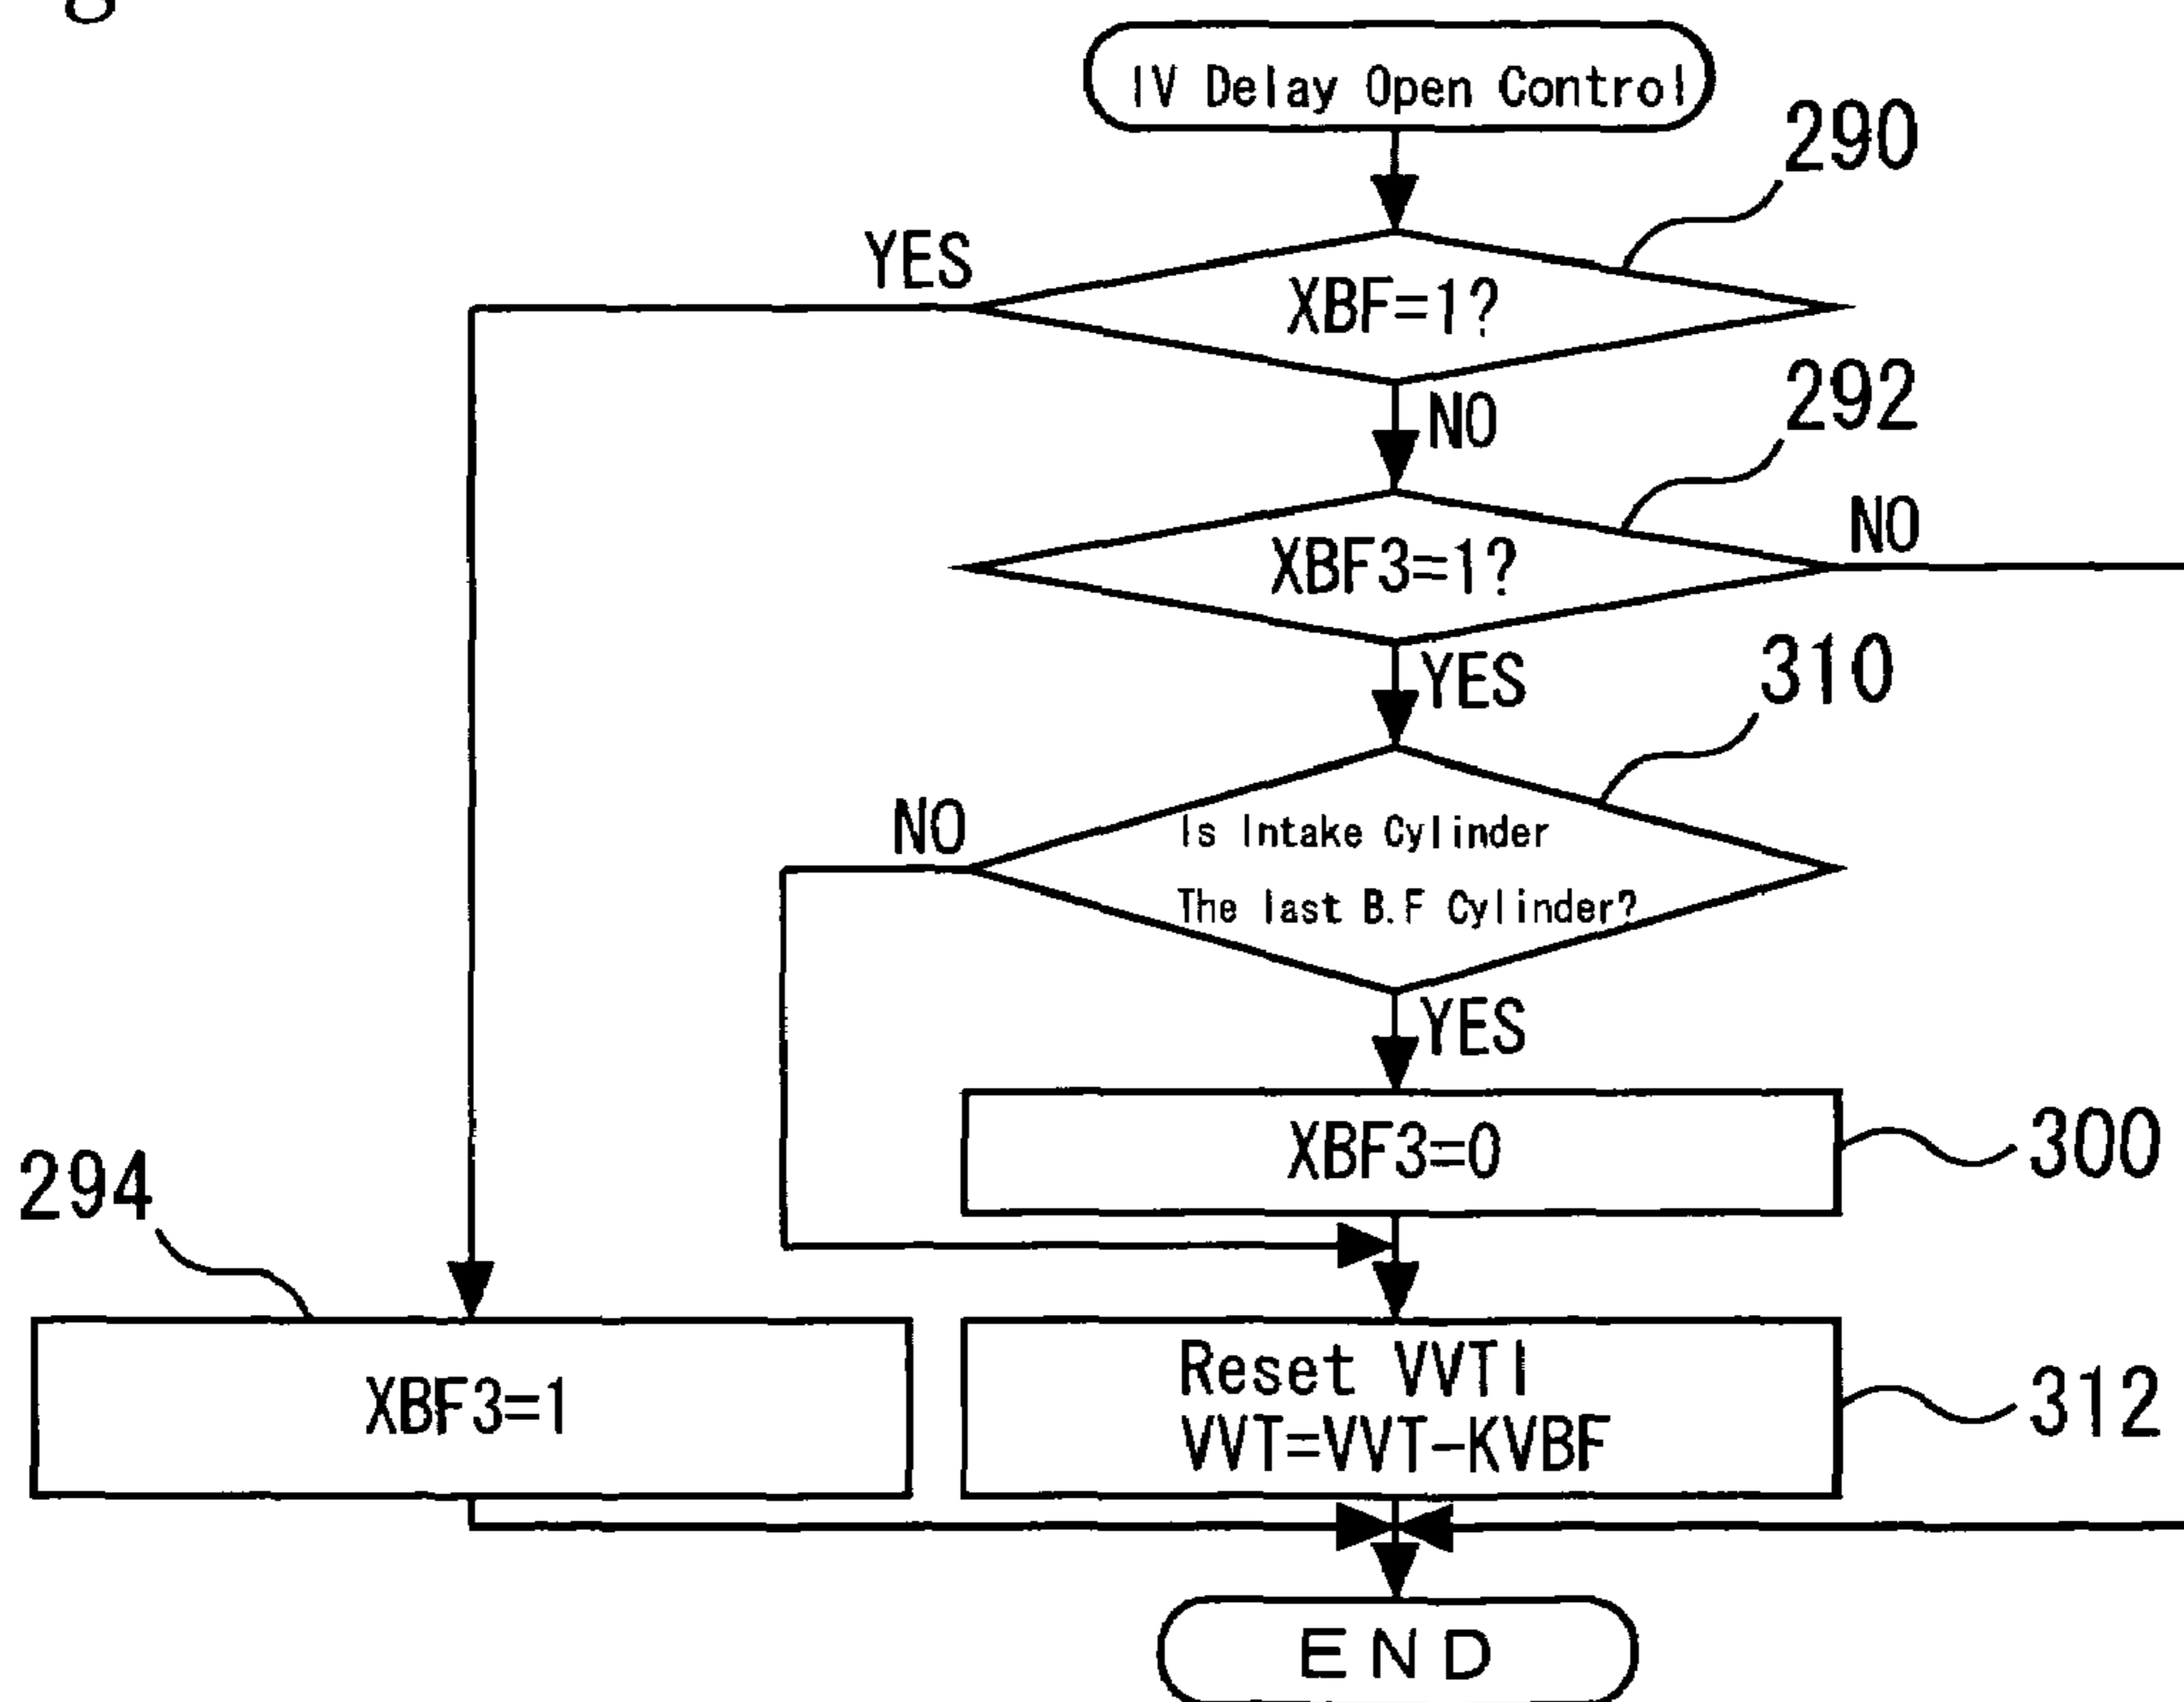 IV Delay Open Control
290
YES
XBF=1?
NO
292
XBF3=1?
NO
YES
310
NO
Is Intake Cylinder
The last B.F Cylinder?
YES
XBF3=0
300
294
XBF3=1
Reset VVTI
VVT=VVT-KVBF
312
END